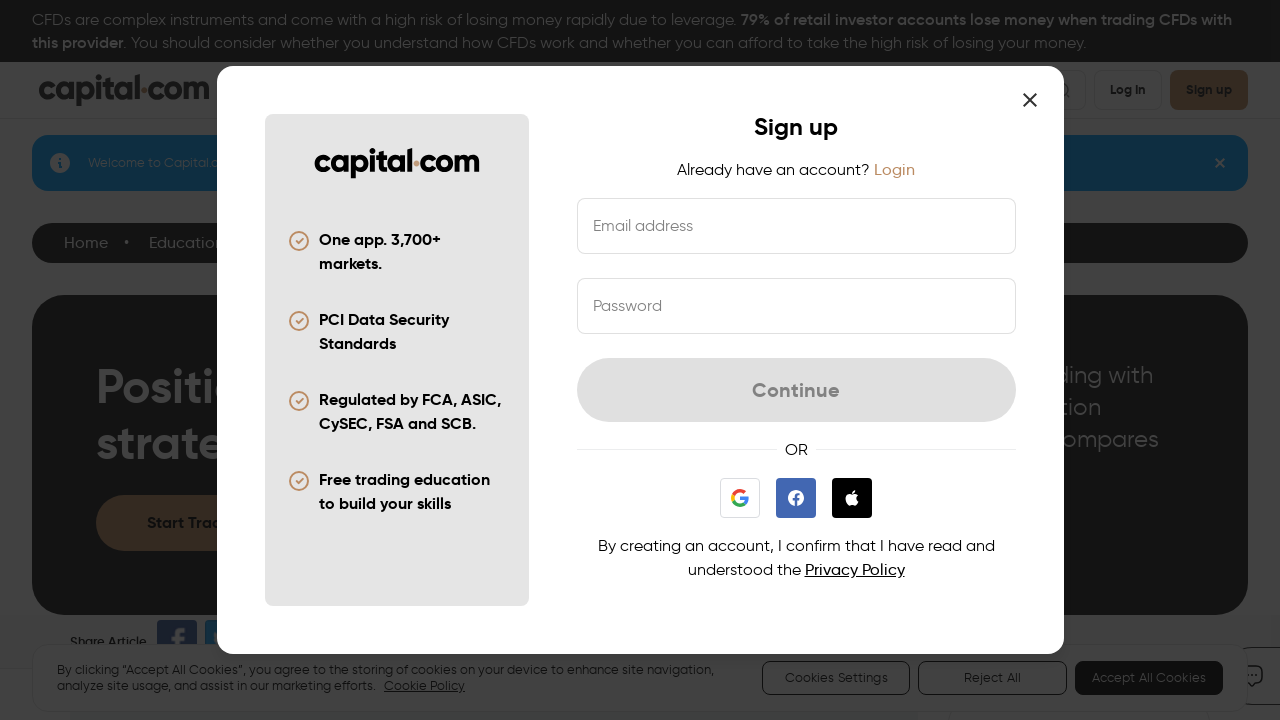 CFDs are complex instruments and come with a high risk of losing money rapidly due to leverage. 79% of retail investor accounts lose money when trading CFDs with
this provider. You should consider whether you understand how CFDs work and whether you can afford to take the high risk of losing your money.
capital.com
Log In
Sign up
Welcome to Capital.
Home • Education
Positi
strate
ding with
tion
ompares
Start Trad
Share Article
capital.com
One app. 3,700+
markets.
PCI Data Security
Standards
Regulated by FCA, ASIC,
CySEC, FSA and SCB.
Free trading education
to build your skills
Sign up
Already have an account? Login
Email address
Password
Continue
OR
By creating an account, I confirm that I have read and
understood the Privacy Policy
By clicking “Accept All Cookies”, you agree to the storing of cookies on your device to enhance site navigation,
analyze site usage, and assist in our marketing efforts. Cookie Policy
Cookies Settings
Reject All
Accept All Cookies